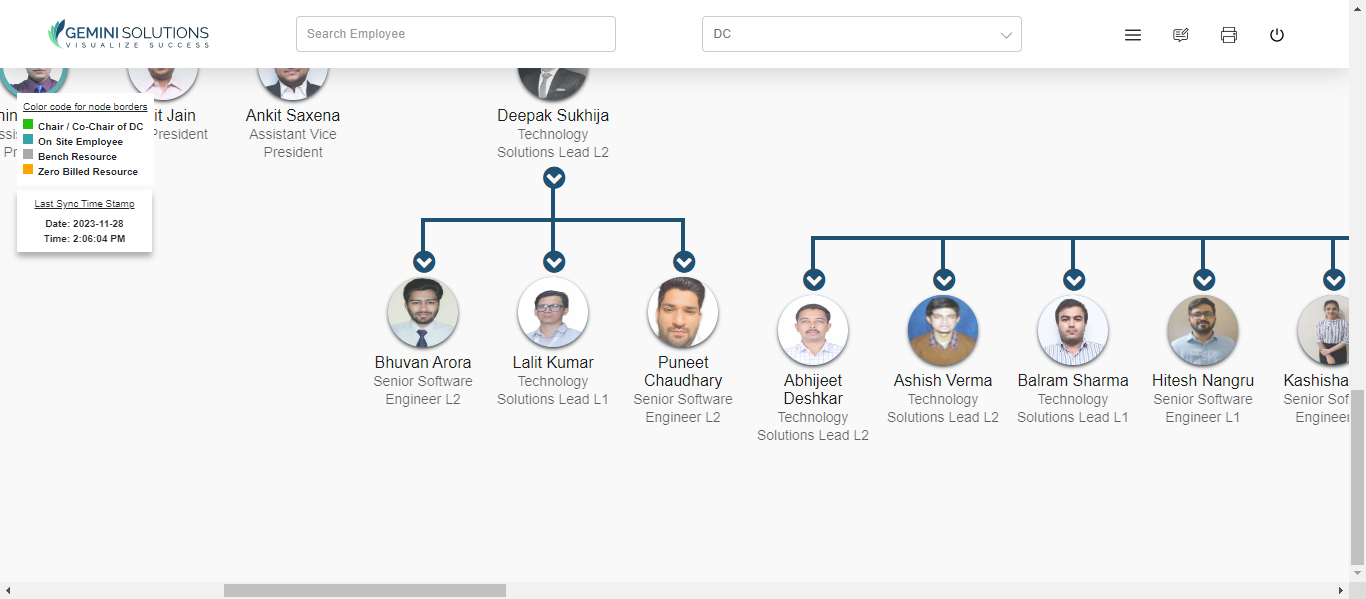 GEMINI SOLUTIONS
VISUALIZE SUCCESS
Search Employee
DC
Color code for node borders
Chair / Co-Chair of DC
On Site Employee
Bench Resource
Zero Billed Resource
Last Sync Time Stamp
Date: 2023-11-28
Time: 2:06:04 PM
Jain
President
Ankit Saxena
Assistant Vice
President
Deepak Sukhija
Technology
Solutions Lead L2
Bhuvan Arora
Senior Software
Engineer L2
Lalit Kumar
Technology
Solutions Lead L1
Puneet
Chaudhary
Senior Software
Engineer L2
Abhijeet
Deshkar
Technology
Solutions Lead L2
Ashish Verma
Technology
Solutions Lead L2
Balram Sharma
Technology
Solutions Lead L1
Hitesh Nangru
Senior Software
Engineer L1
Kashisha
Senior Sof
Engineer